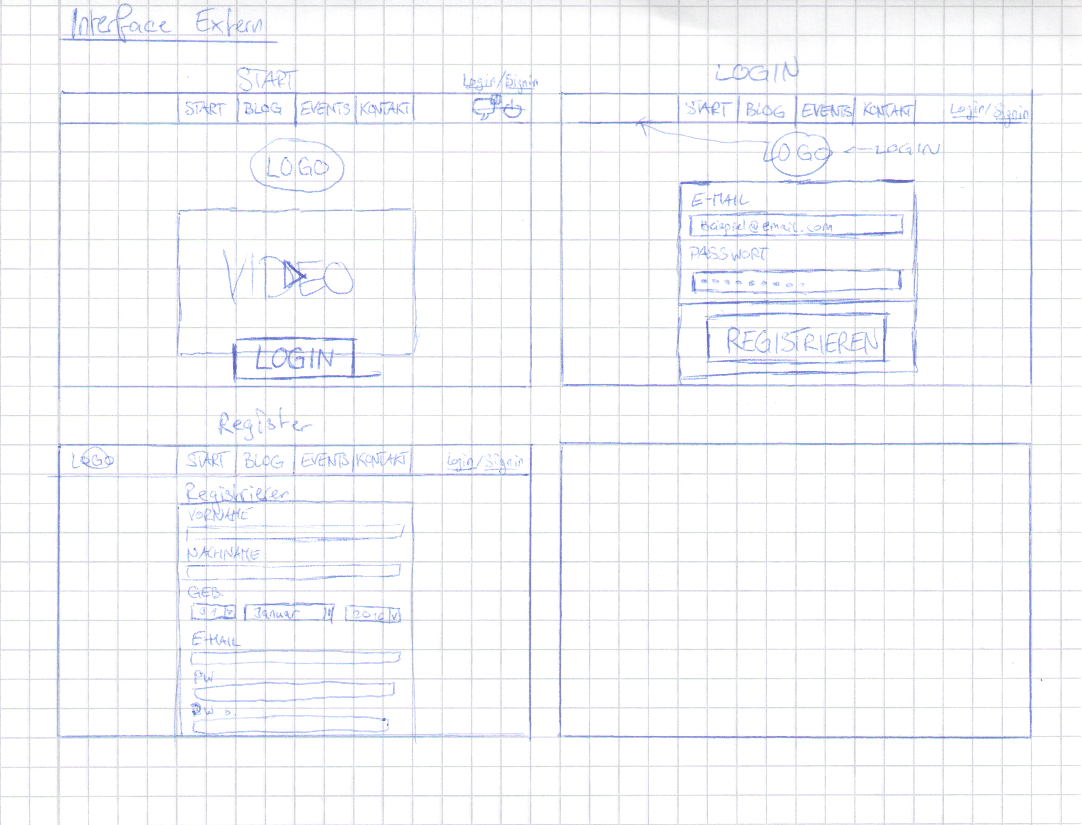 Interface Extern
START
Login/Signin
START BLOG EVENTS KONTAKT
LOGO
VIDEO
LOGIN
LOGIN
START BLOG EVENTS KONTAKT Login/Signin
LOGO ← LOGIN
E-MAIL
Beispiel@email.com
PASSWORT
REGISTRIEREN
Register
LOGO START BLOG EVENTS KONTAKT Login/Signin
Registrieren
VORNAME
NACHNAME
GEB.
Januar 2016
E-MAIL
PW